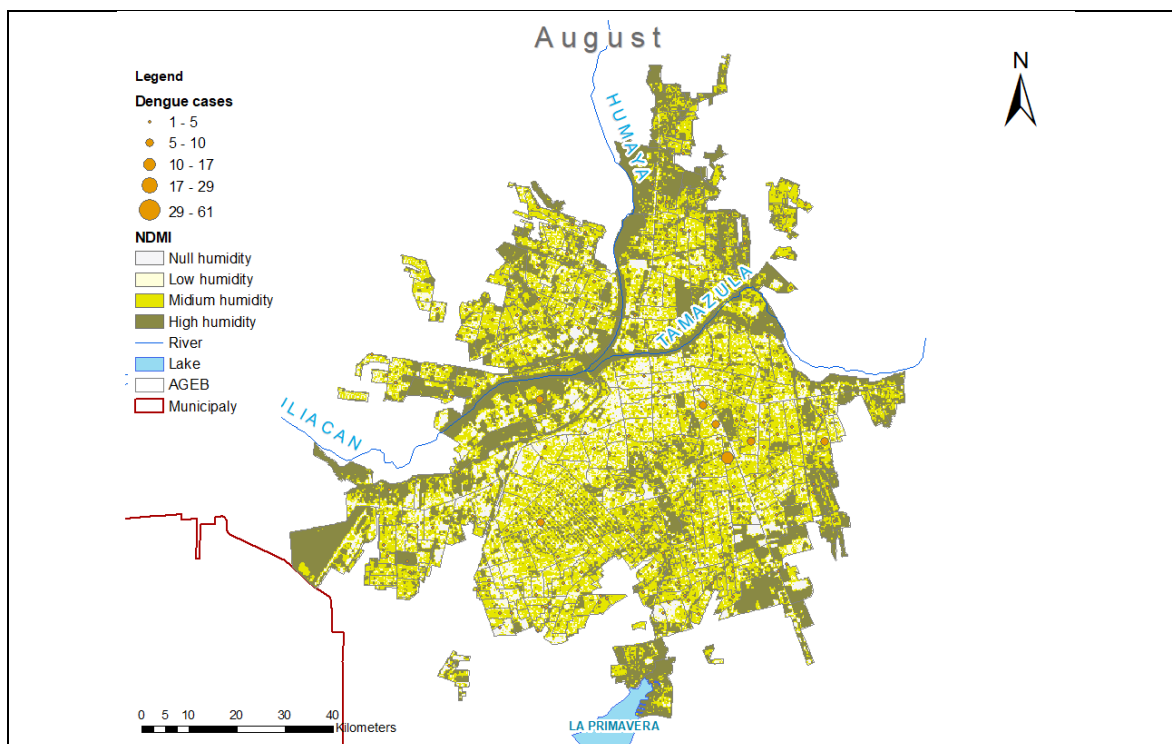 August
N
Legend
Dengue cases
1 - 5
5 - 10
10 - 17
17 - 29
29 - 61
NDMI
Null humidity
Low humidity
Midium humidity
High humidity
River
Lake
AGEB
Municipaly
HUMAYA
TAMAZULA
ILIACAN
LA PRIMAVERA
0 5 10 20 30 40
Kilometers